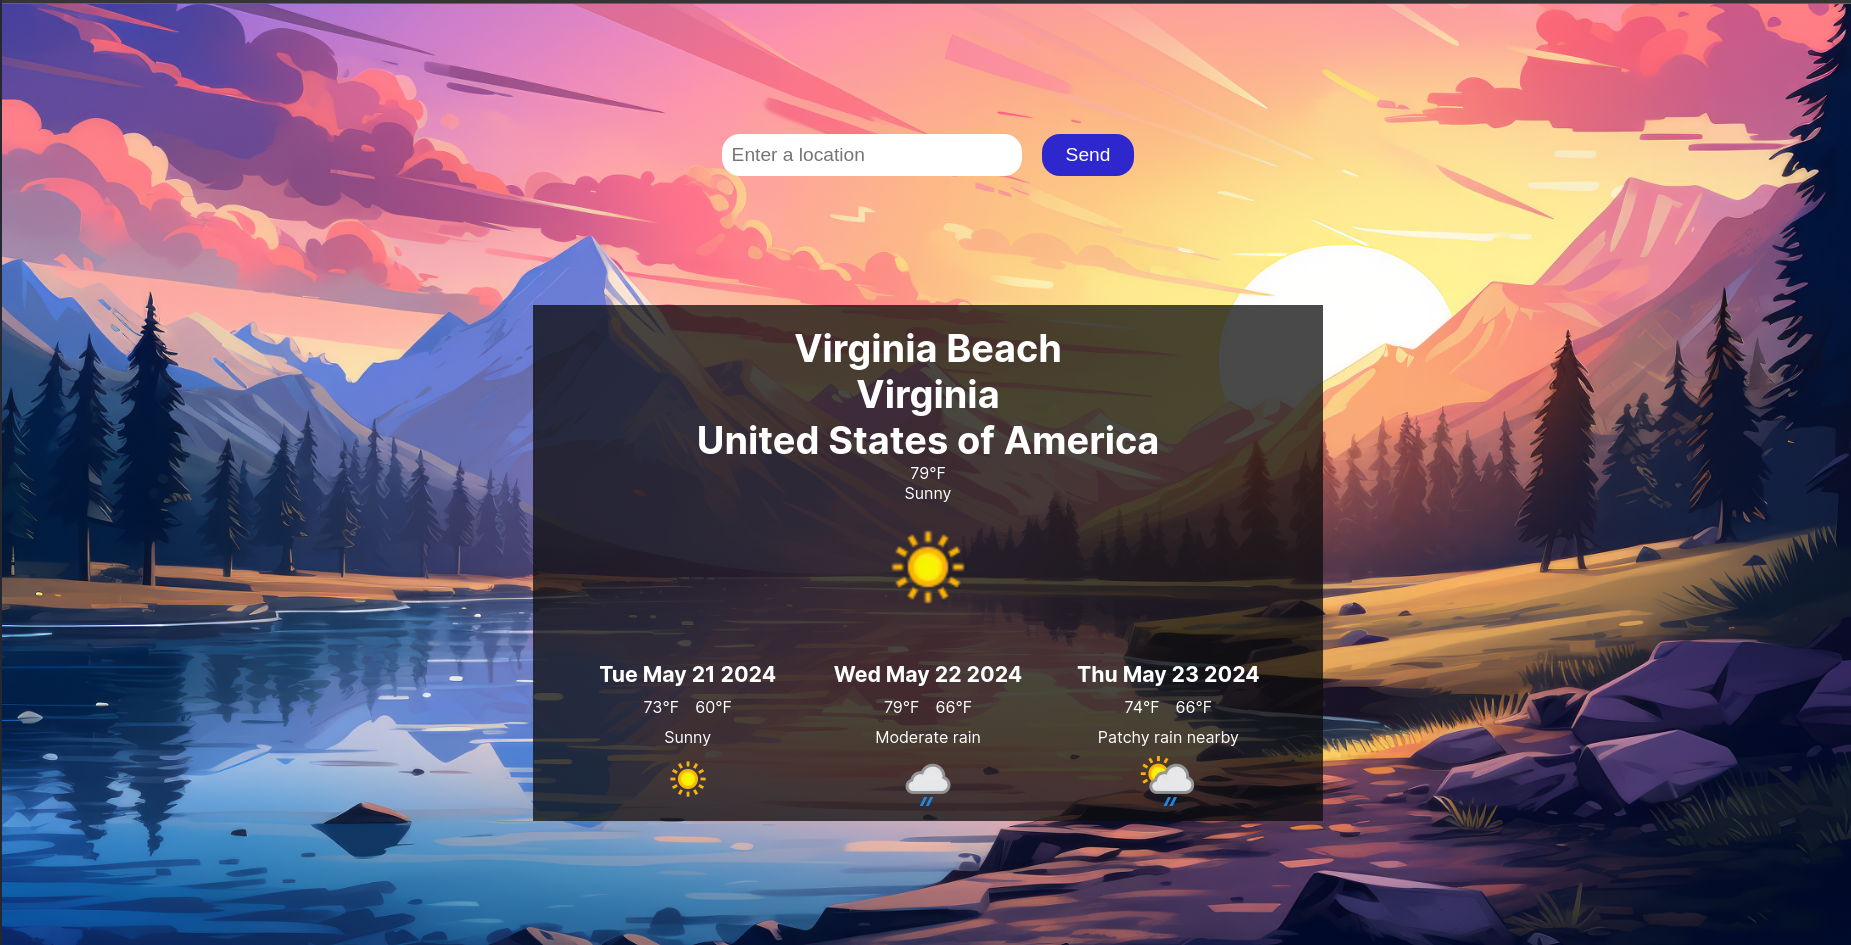 Enter a location
Send
Virginia Beach
Virginia
United States of America
79°F
Sunny
Tue May 21 2024
73°F 60°F
Sunny
Wed May 22 2024
79°F 66°F
Moderate rain
Thu May 23 2024
74°F 66°F
Patchy rain nearby